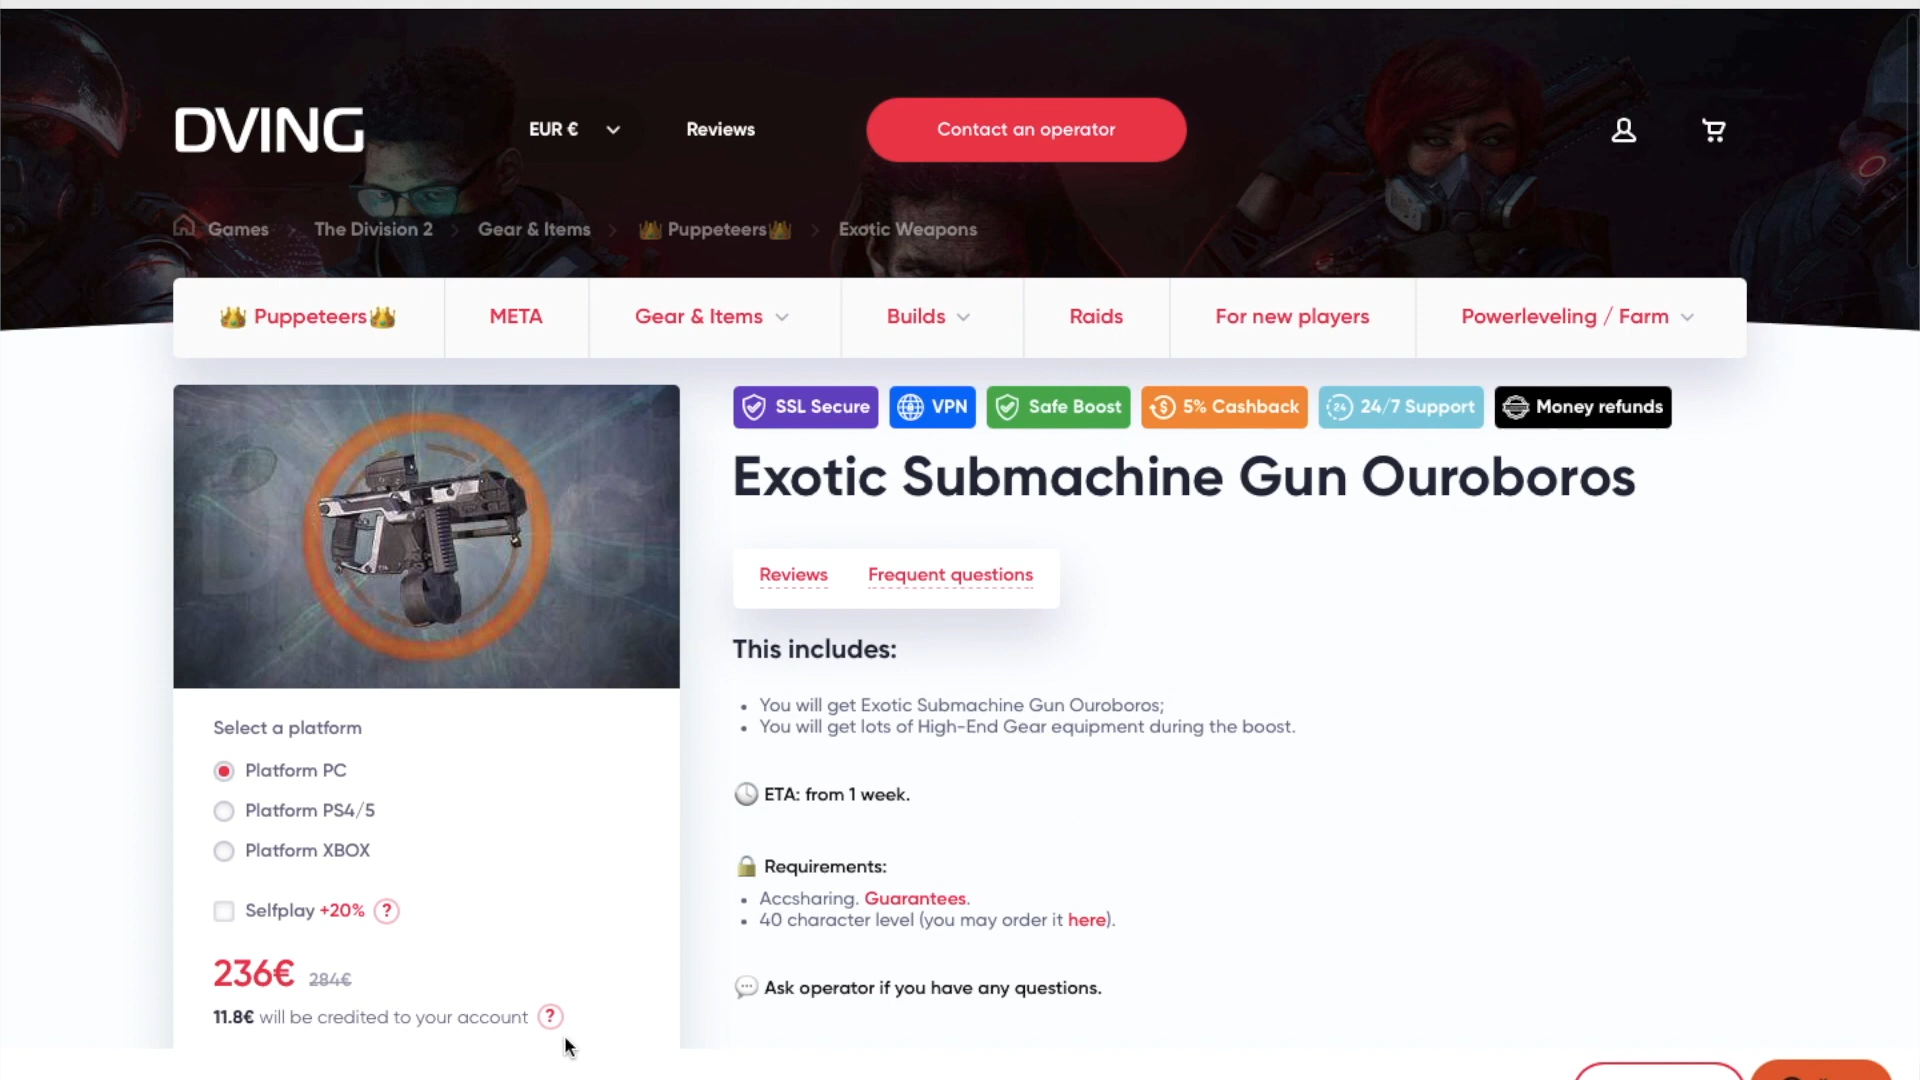 DVING
EUR €
Reviews
Contact an operator
Games
The Division 2
Gear & Items
Puppeteers
Exotic Weapons
Puppeteers
META
Gear & Items
Builds
Raids
For new players
Powerleveling / Farm
SSL Secure
VPN
Safe Boost
5% Cashback
24/7 Support
Money refunds
Exotic Submachine Gun Ouroboros
Reviews
Frequent questions
This includes:
• You will get Exotic Submachine Gun Ouroboros;
• You will get lots of High-End Gear equipment during the boost.
ETA: from 1 week.
Requirements:
• Accsharing. Guarantees.
• 40 character level (you may order it here).
Ask operator if you have any questions.
Select a platform
Platform PC
Platform PS4/5
Platform XBOX
Selfplay +20% ?
236€ 284€
11.8€ will be credited to your account ?